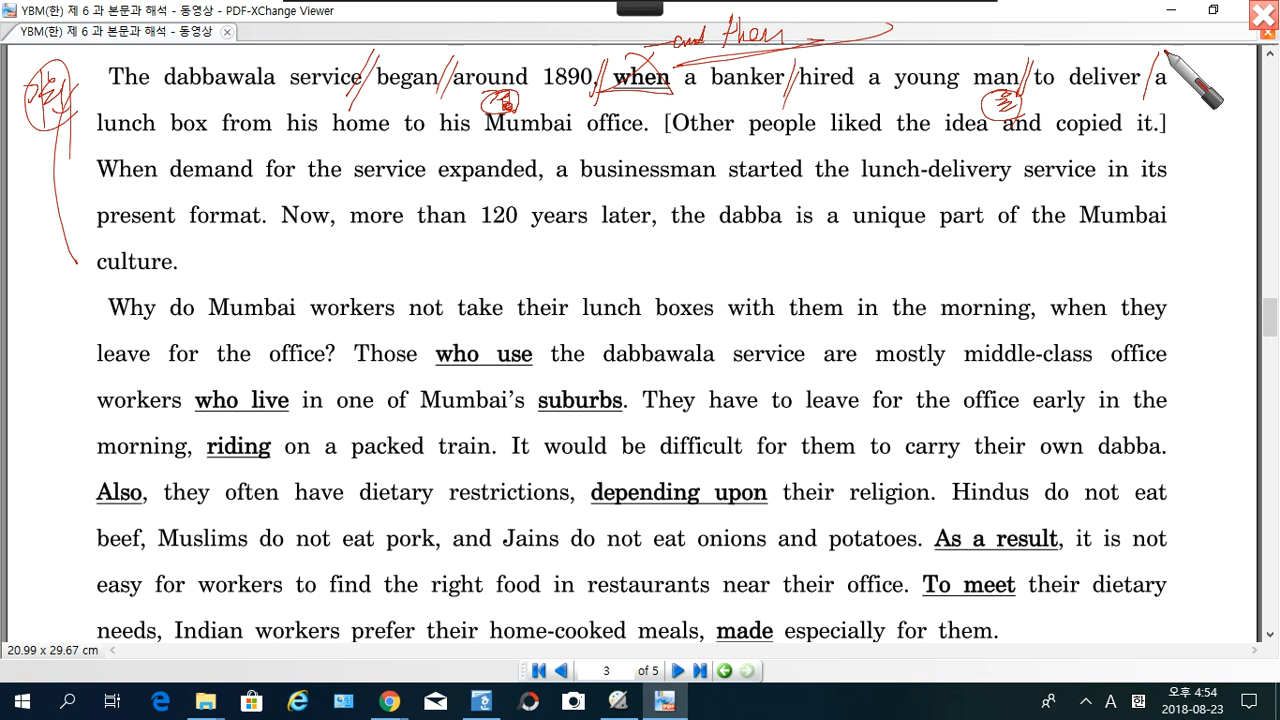 YBM(한) 제 6 과 본문과 해석 - 동영상 - PDF-XChange Viewer
YBM(한) 제 6 과 본문과 해석 - 동영상
and then
The dabbawala service began around 1890, when a banker hired a young man to deliver a
lunch box from his home to his Mumbai office. [Other people liked the idea and copied it.]
When demand for the service expanded, a businessman started the lunch-delivery service in its
present format. Now, more than 120 years later, the dabba is a unique part of the Mumbai
culture.
Why do Mumbai workers not take their lunch boxes with them in the morning, when they
leave for the office? Those who use the dabbawala service are mostly middle-class office
workers who live in one of Mumbai's suburbs. They have to leave for the office early in the
morning, riding on a packed train. It would be difficult for them to carry their own dabba.
Also, they often have dietary restrictions, depending upon their religion. Hindus do not eat
beef, Muslims do not eat pork, and Jains do not eat onions and potatoes. As a result, it is not
easy for workers to find the right food in restaurants near their office. To meet their dietary
needs, Indian workers prefer their home-cooked meals, made especially for them.
20.99 x 29.67 cm
3 of 5
A 한 오후 4:54
2018-08-23